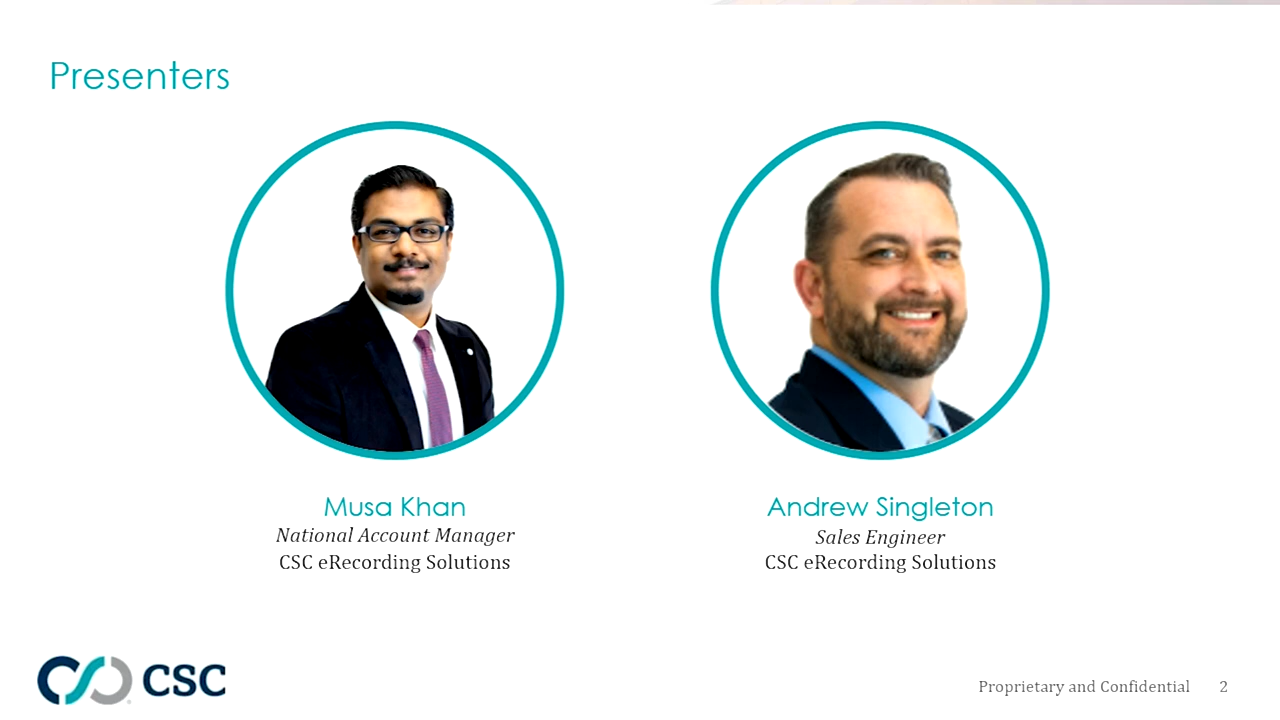 Presenters
Musa Khan
National Account Manager
CSC eRecording Solutions
Andrew Singleton
Sales Engineer
CSC eRecording Solutions
CSC
Proprietary and Confidential 2